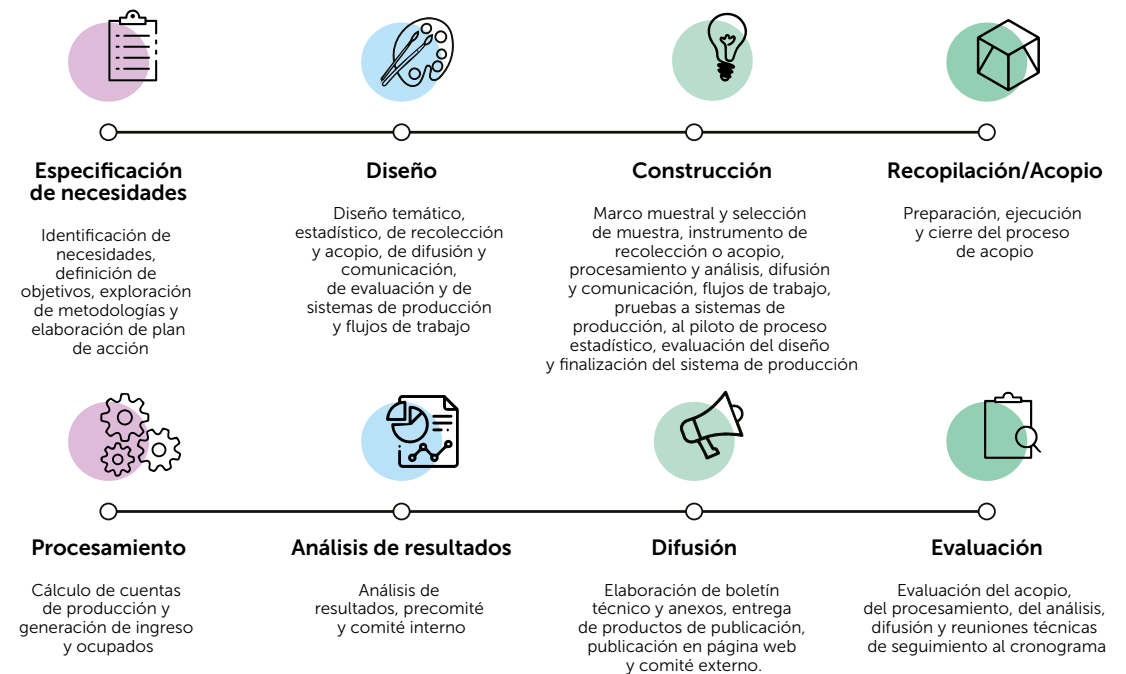 Especificación
de necesidades
Identificación de
necesidades,
definición de
objetivos, exploración
de metodologías y
elaboración de plan
de acción
Diseño
Diseño temático,
estadístico, de recolección
y acopio, de difusión y
comunicación,
de evaluación y de
sistemas de producción
y flujos de trabajo
Construcción
Marco muestral y selección
de muestra, instrumento de
recolección o acopio,
procesamiento y análisis, difusión
y comunicación, flujos de trabajo,
pruebas a sistemas de
producción, al piloto de proceso
estadístico, evaluación del diseño
y finalización del sistema de producción
Recopilación/Acopio
Preparación, ejecución
y cierre del proceso
de acopio
Procesamiento
Cálculo de cuentas
de producción y
generación de ingreso
y ocupados
Análisis de resultados
Análisis de
resultados, precomité
y comité interno
Difusión
Elaboración de boletín
técnico y anexos, entrega
de productos de publicación,
publicación en página web
y comité externo.
Evaluación
Evaluación del acopio,
del procesamiento, del análisis,
difusión y reuniones técnicas
de seguimiento al cronograma